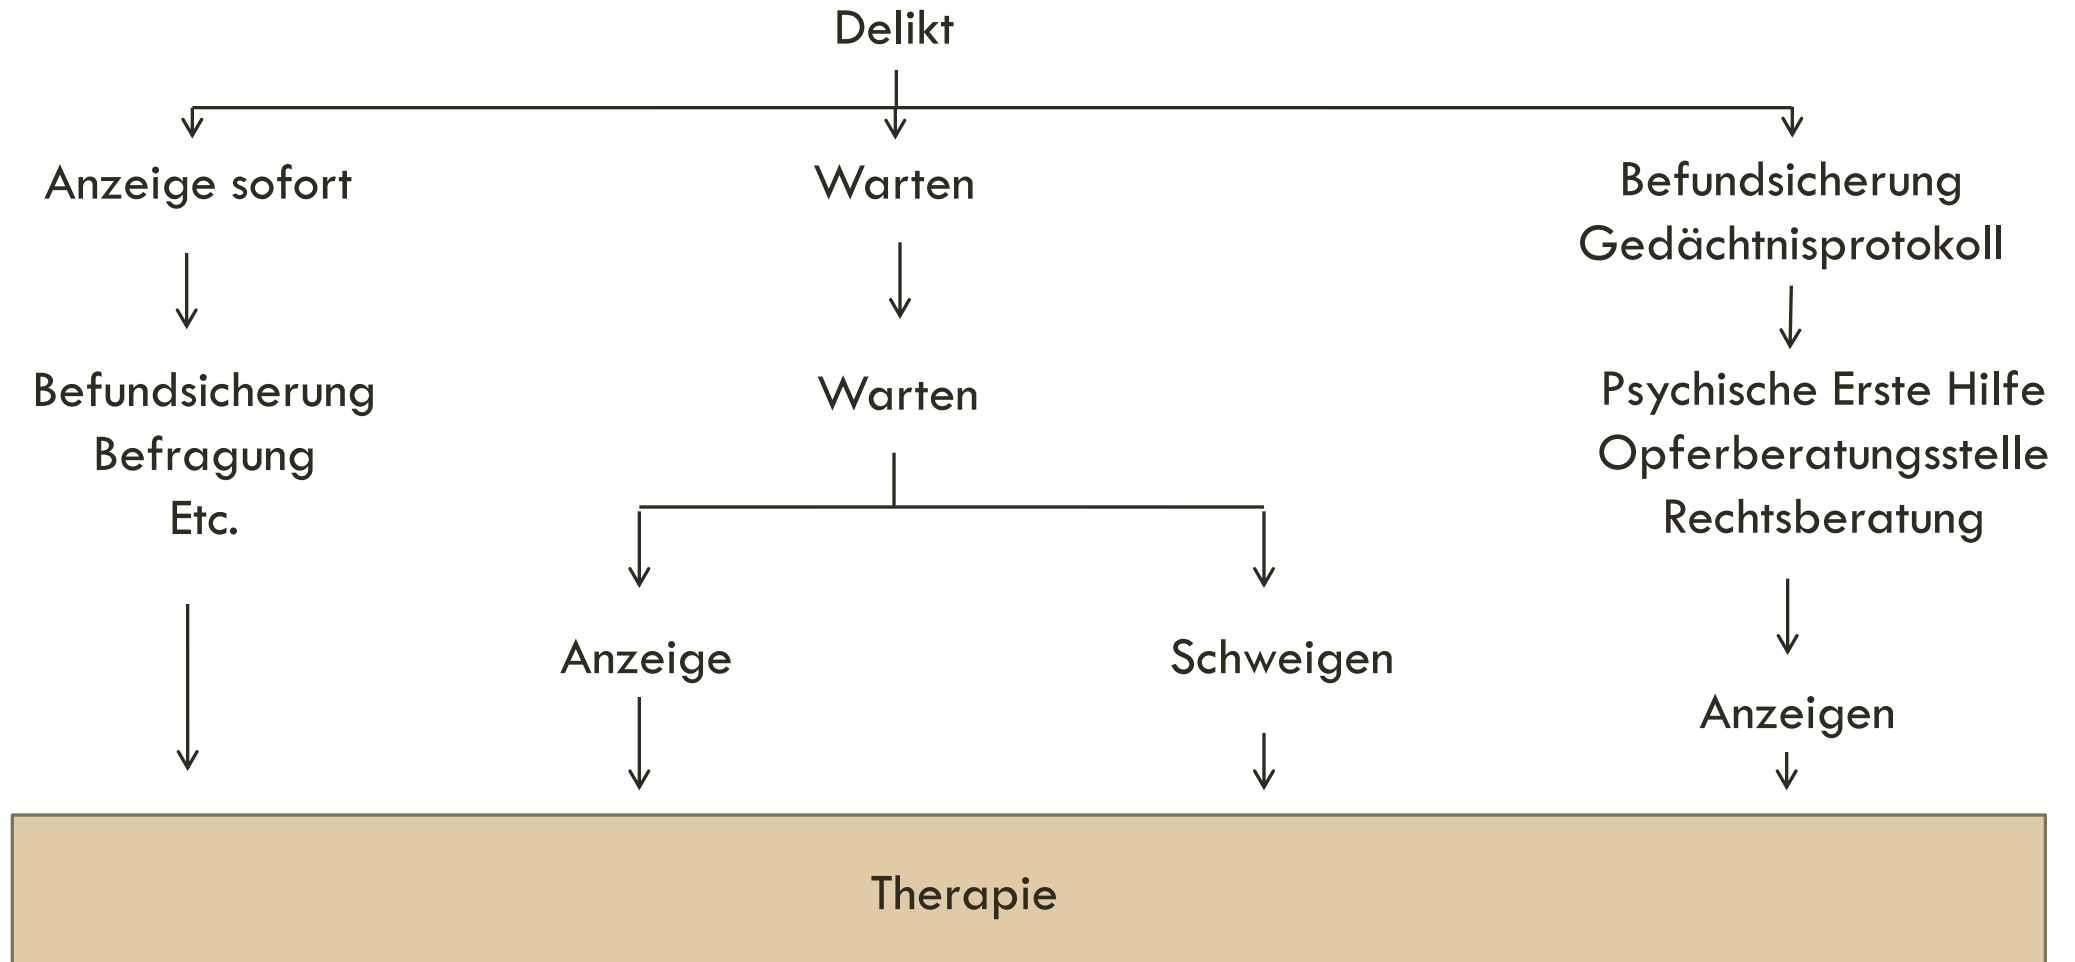 Delikt
Anzeige sofort
Warten
Befundsicherung
Gedächtnisprotokoll
Befundsicherung
Befragung
Etc.
Warten
Psychische Erste Hilfe
Opferberatungsstelle
Rechtsberatung
Anzeige
Schweigen
Anzeigen
Therapie